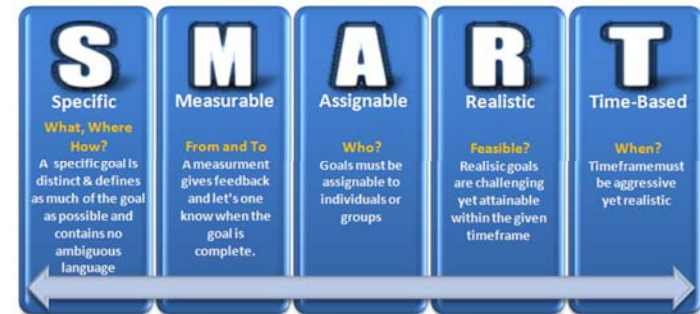 S
Specific
What, Where
How?
A specific goal is
distinct & defines
as much of the goal
as possible and
contains no
ambiguous
language
M
Measurable
From and To
A measurment
gives feedback
and let's one
know when the
goal is
complete.
A
Assignable
Who?
Goals must be
assignable to
individuals or
groups
R
Realistic
Feasible?
Realisic goals
are challenging
yet attainable
within the given
timeframe
T
Time-Based
When?
Timeframe must
be aggressive
yet realistic